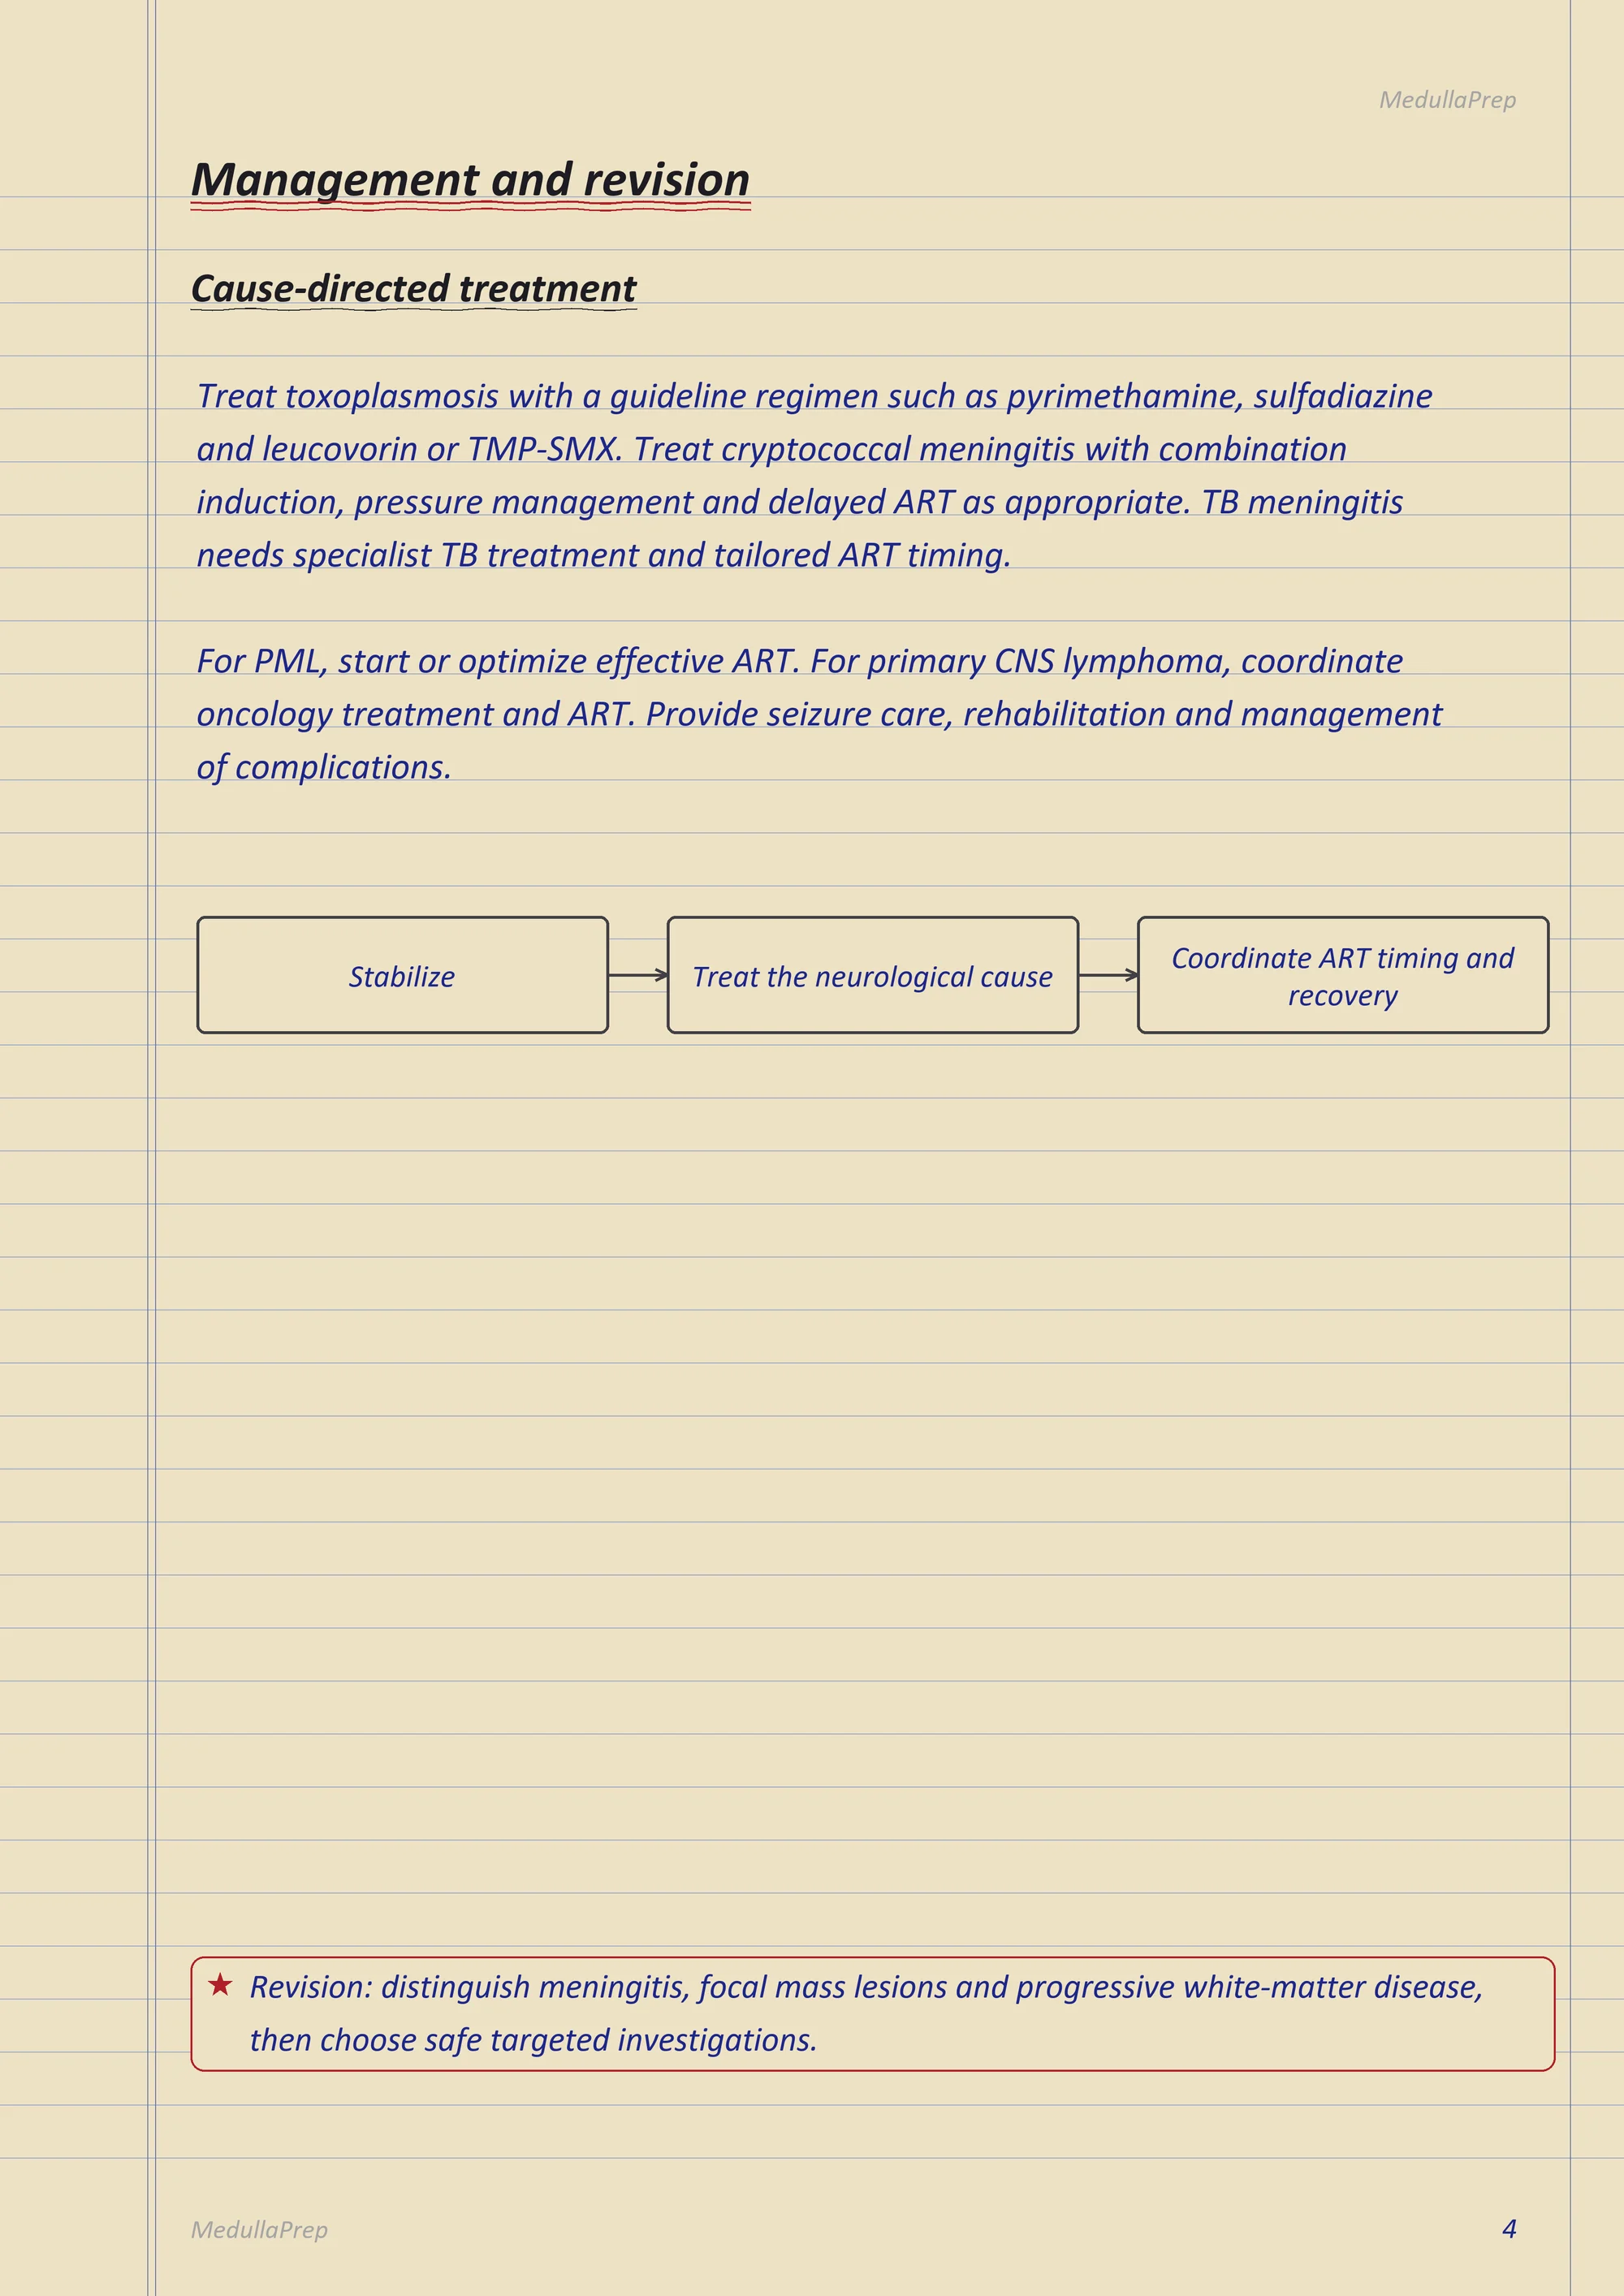 MedullaPrep
Management and revision
Cause-directed treatment
Treat toxoplasmosis with a guideline regimen such as pyrimethamine, sulfadiazine
and leucovorin or TMP-SMX. Treat cryptococcal meningitis with combination
induction, pressure management and delayed ART as appropriate. TB meningitis
needs specialist TB treatment and tailored ART timing.
For PML, start or optimize effective ART. For primary CNS lymphoma, coordinate
oncology treatment and ART. Provide seizure care, rehabilitation and management
of complications.
Stabilize
Treat the neurological cause
Coordinate ART timing and
recovery
★ Revision: distinguish meningitis, focal mass lesions and progressive white-matter disease,
then choose safe targeted investigations.
MedullaPrep
4